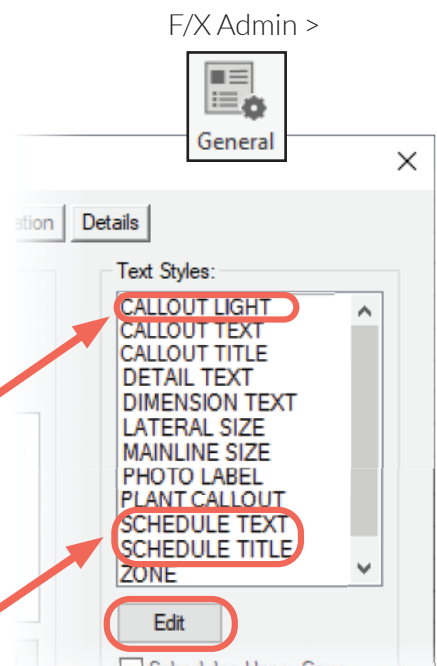 F/X Admin >
General
ation Details
Text Styles:
CALLOUT LIGHT
CALLOUT TEXT
CALLOUT TITLE
DETAIL TEXT
DIMENSION TEXT
LATERAL SIZE
MAINLINE SIZE
PHOTO LABEL
PLANT CALLOUT
SCHEDULE TEXT
SCHEDULE TITLE
ZONE
Edit